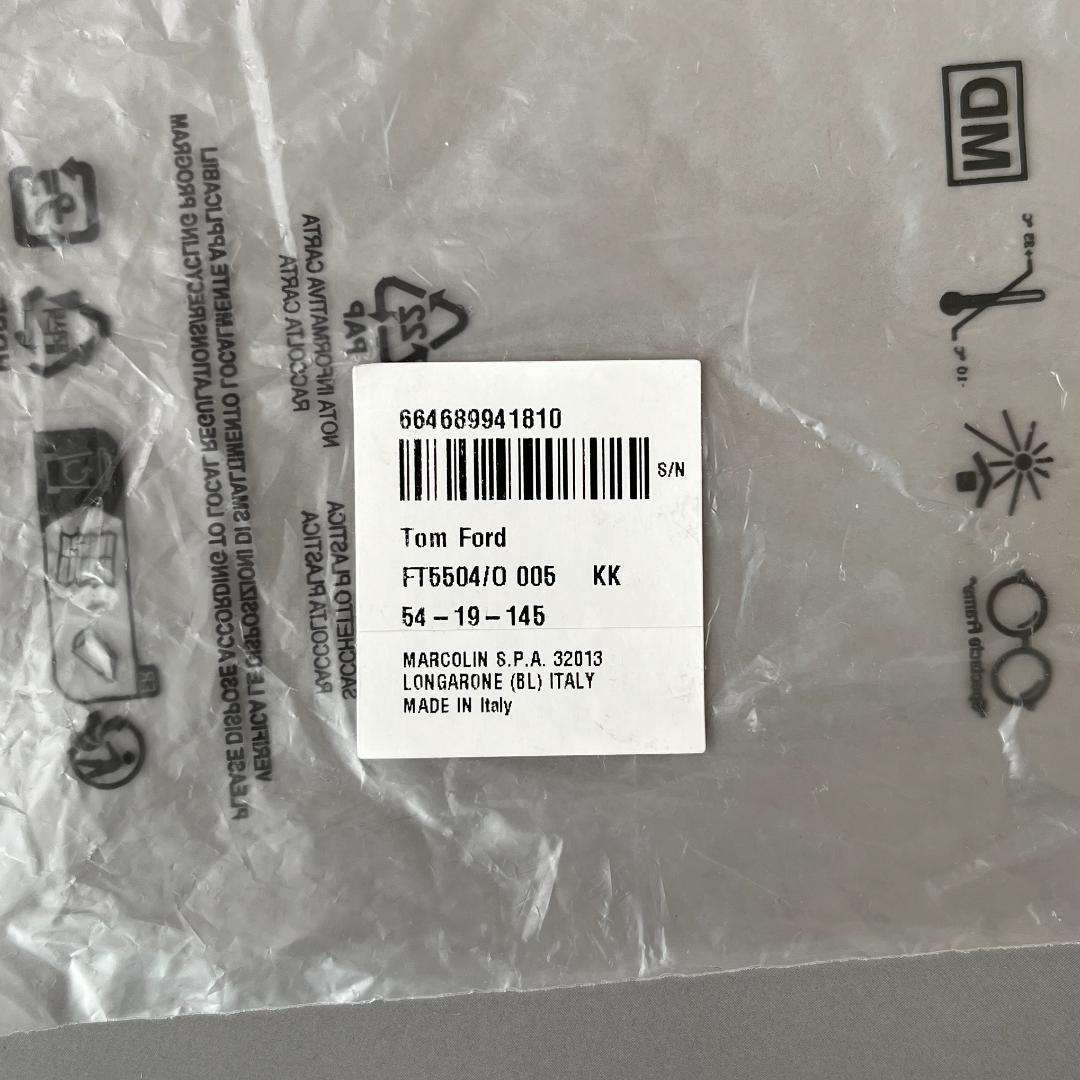 664689941810
S/N
Tom Ford
FT5504/O 005 KK
54-19-145
MARCOLIN S.P.A. 32013
LONGARONE (BL) ITALY
MADE IN Italy
MD
PAP
22
RACCOLTA CARTA
NOTA INFORMATIVA CARTA
RACCOLTA PLASTICA
SACCHETTO PLASTICA
VERIFICA LE DISPOSIZIONI DI SMALTIMENTO LOCALMENTE APPLICABILI
PLEASE DISPOSE ACCORDING TO LOCAL REGULATIONS/RECYCLING PROGRAM